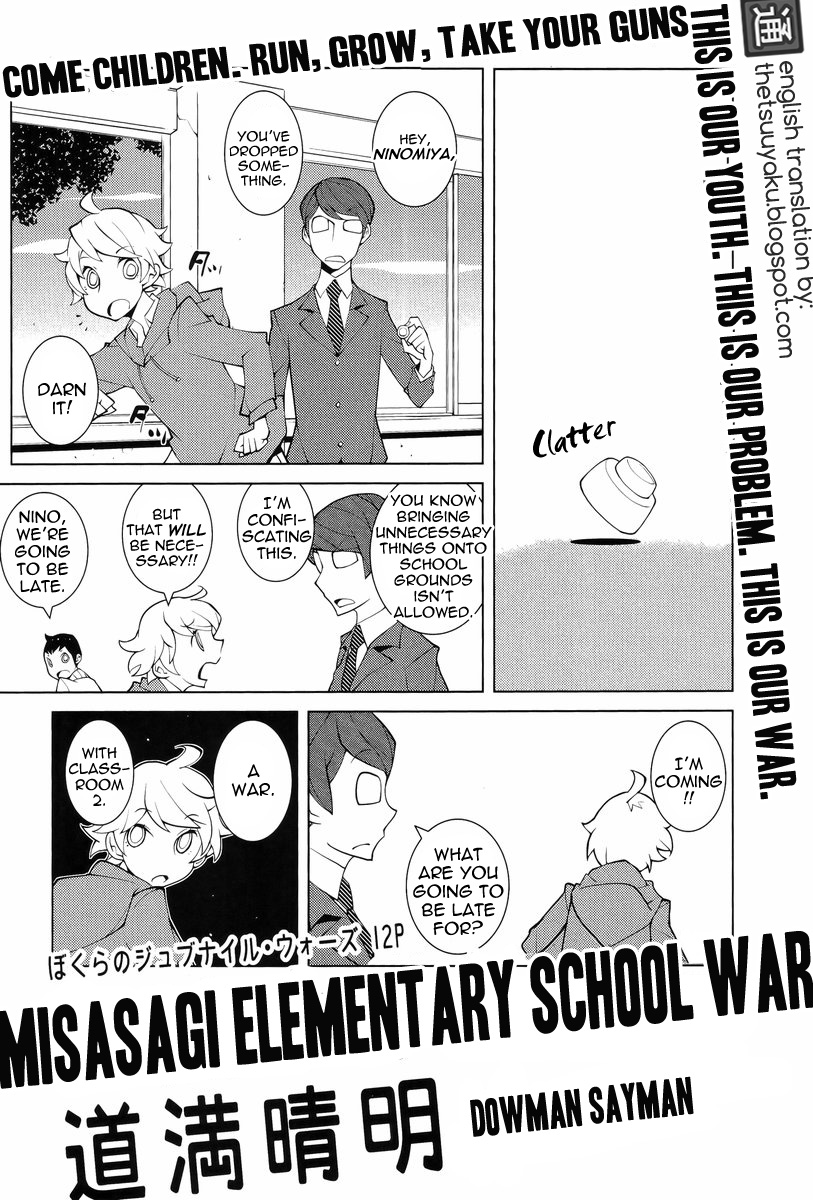 COME CHILDREN. RUN, GROW, TAKE YOUR GUNS
THIS IS OUR YOUTH. THIS IS OUR PROBLEM. THIS IS OUR WAR.
通
english translation by:
thetsuuyaku.blogspot.com
Clatter
HEY,
NINOMIYA,
YOU'VE
DROPPED
SOME-
THING.
タッ
DARN
IT!
タッ
YOU KNOW
BRINGING
UNNECESSARY
THINGS ONTO
SCHOOL
GROUNDS
ISN'T
ALLOWED.
I'M
CONFI-
SCATING
THIS.
BUT
THAT WILL
BE NECE-
SSARY!!
NINO,
WE'RE
GOING
TO BE
LATE.
I'M
COMING
!!
WHAT
ARE YOU
GOING TO
BE LATE
FOR?
A
WAR.
WITH
CLASS-
ROOM
2.
ぼくらのジュブナイル・ウォーズ 12P
MISASAGI ELEMENTARY SCHOOL WAR
道満晴明
DOWMAN SAYMAN